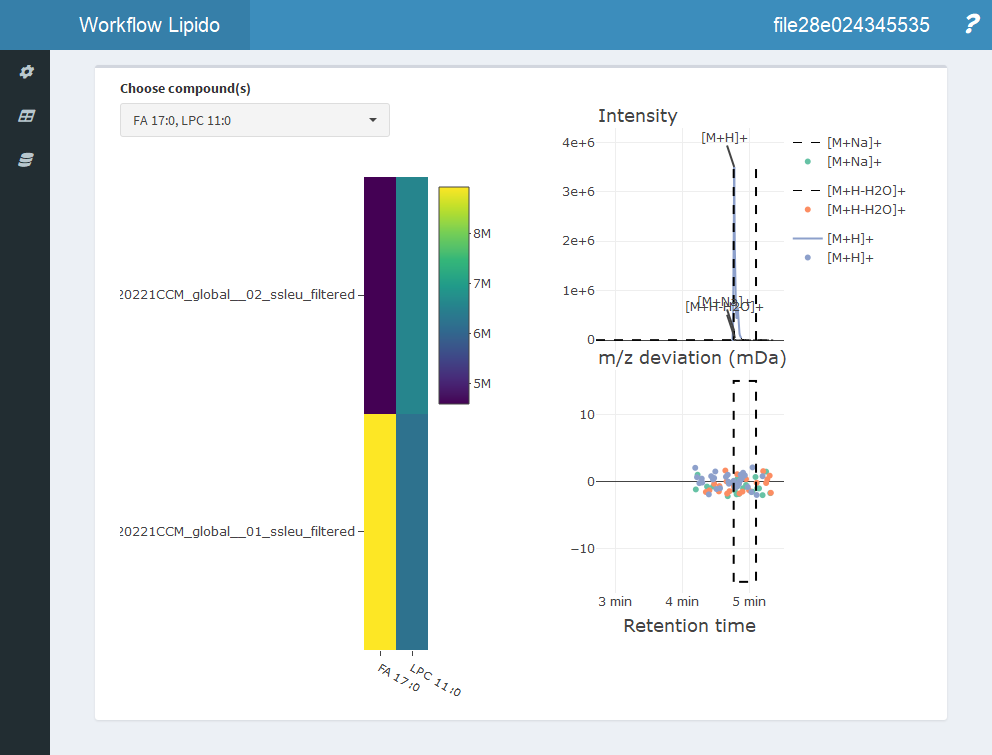 Workflow Lipido
file28e024345535
?
Choose compound(s)
FA 17:0, LPC 11:0
20221CCM_global__02_ssleu_filtered
20221CCM_global__01_ssleu_filtered
FA 17:0
LPC 11:0
8M
7M
6M
5M
Intensity
4e+6
3e+6
2e+6
1e+6
0
[M+H]+
[M+Na]+
[M+H-H2O]+
m/z deviation (mDa)
10
0
−10
3 min
4 min
5 min
Retention time
[M+Na]+
[M+Na]+
[M+H-H2O]+
[M+H-H2O]+
[M+H]+
[M+H]+